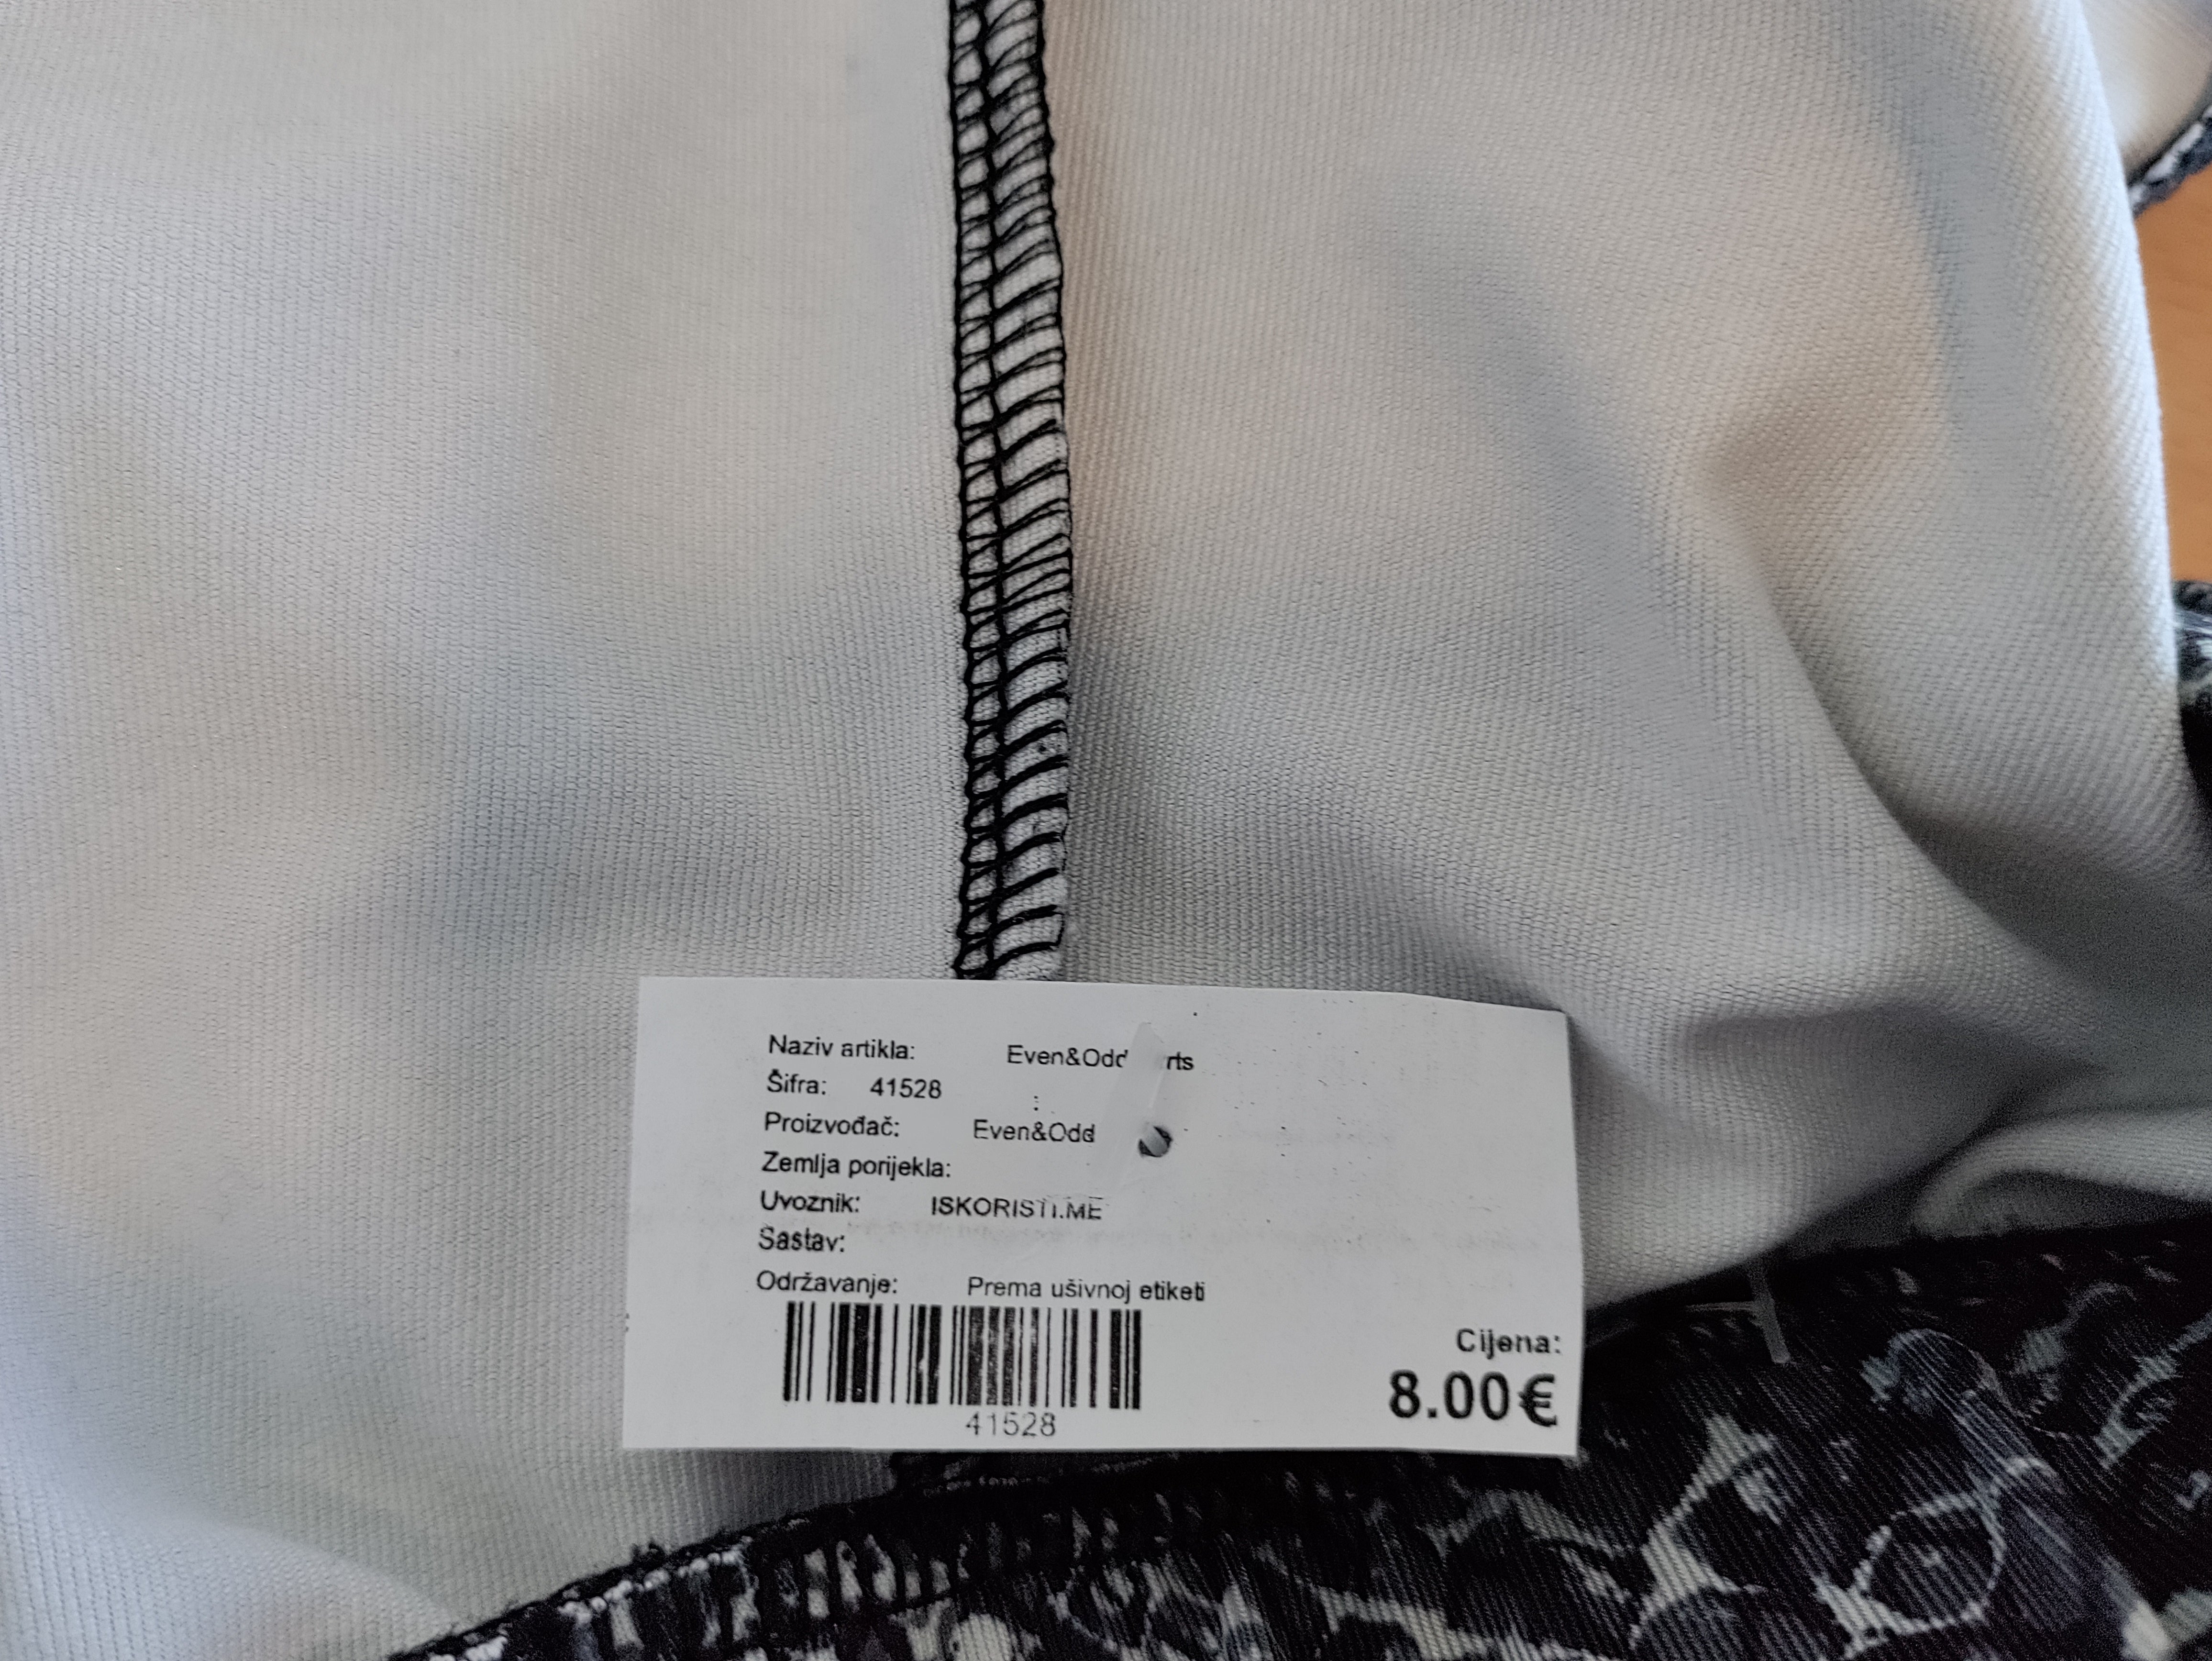 Naziv artikla: Even&Odd
Šifra: 41528
Proizvođač: Even&Odd
Zemlja porijekla:
Uvoznik: ISKORISTI.ME
Sastav:
Održavanje: Prema ušivnoj etiketi
41528
Cijena:
8.00€